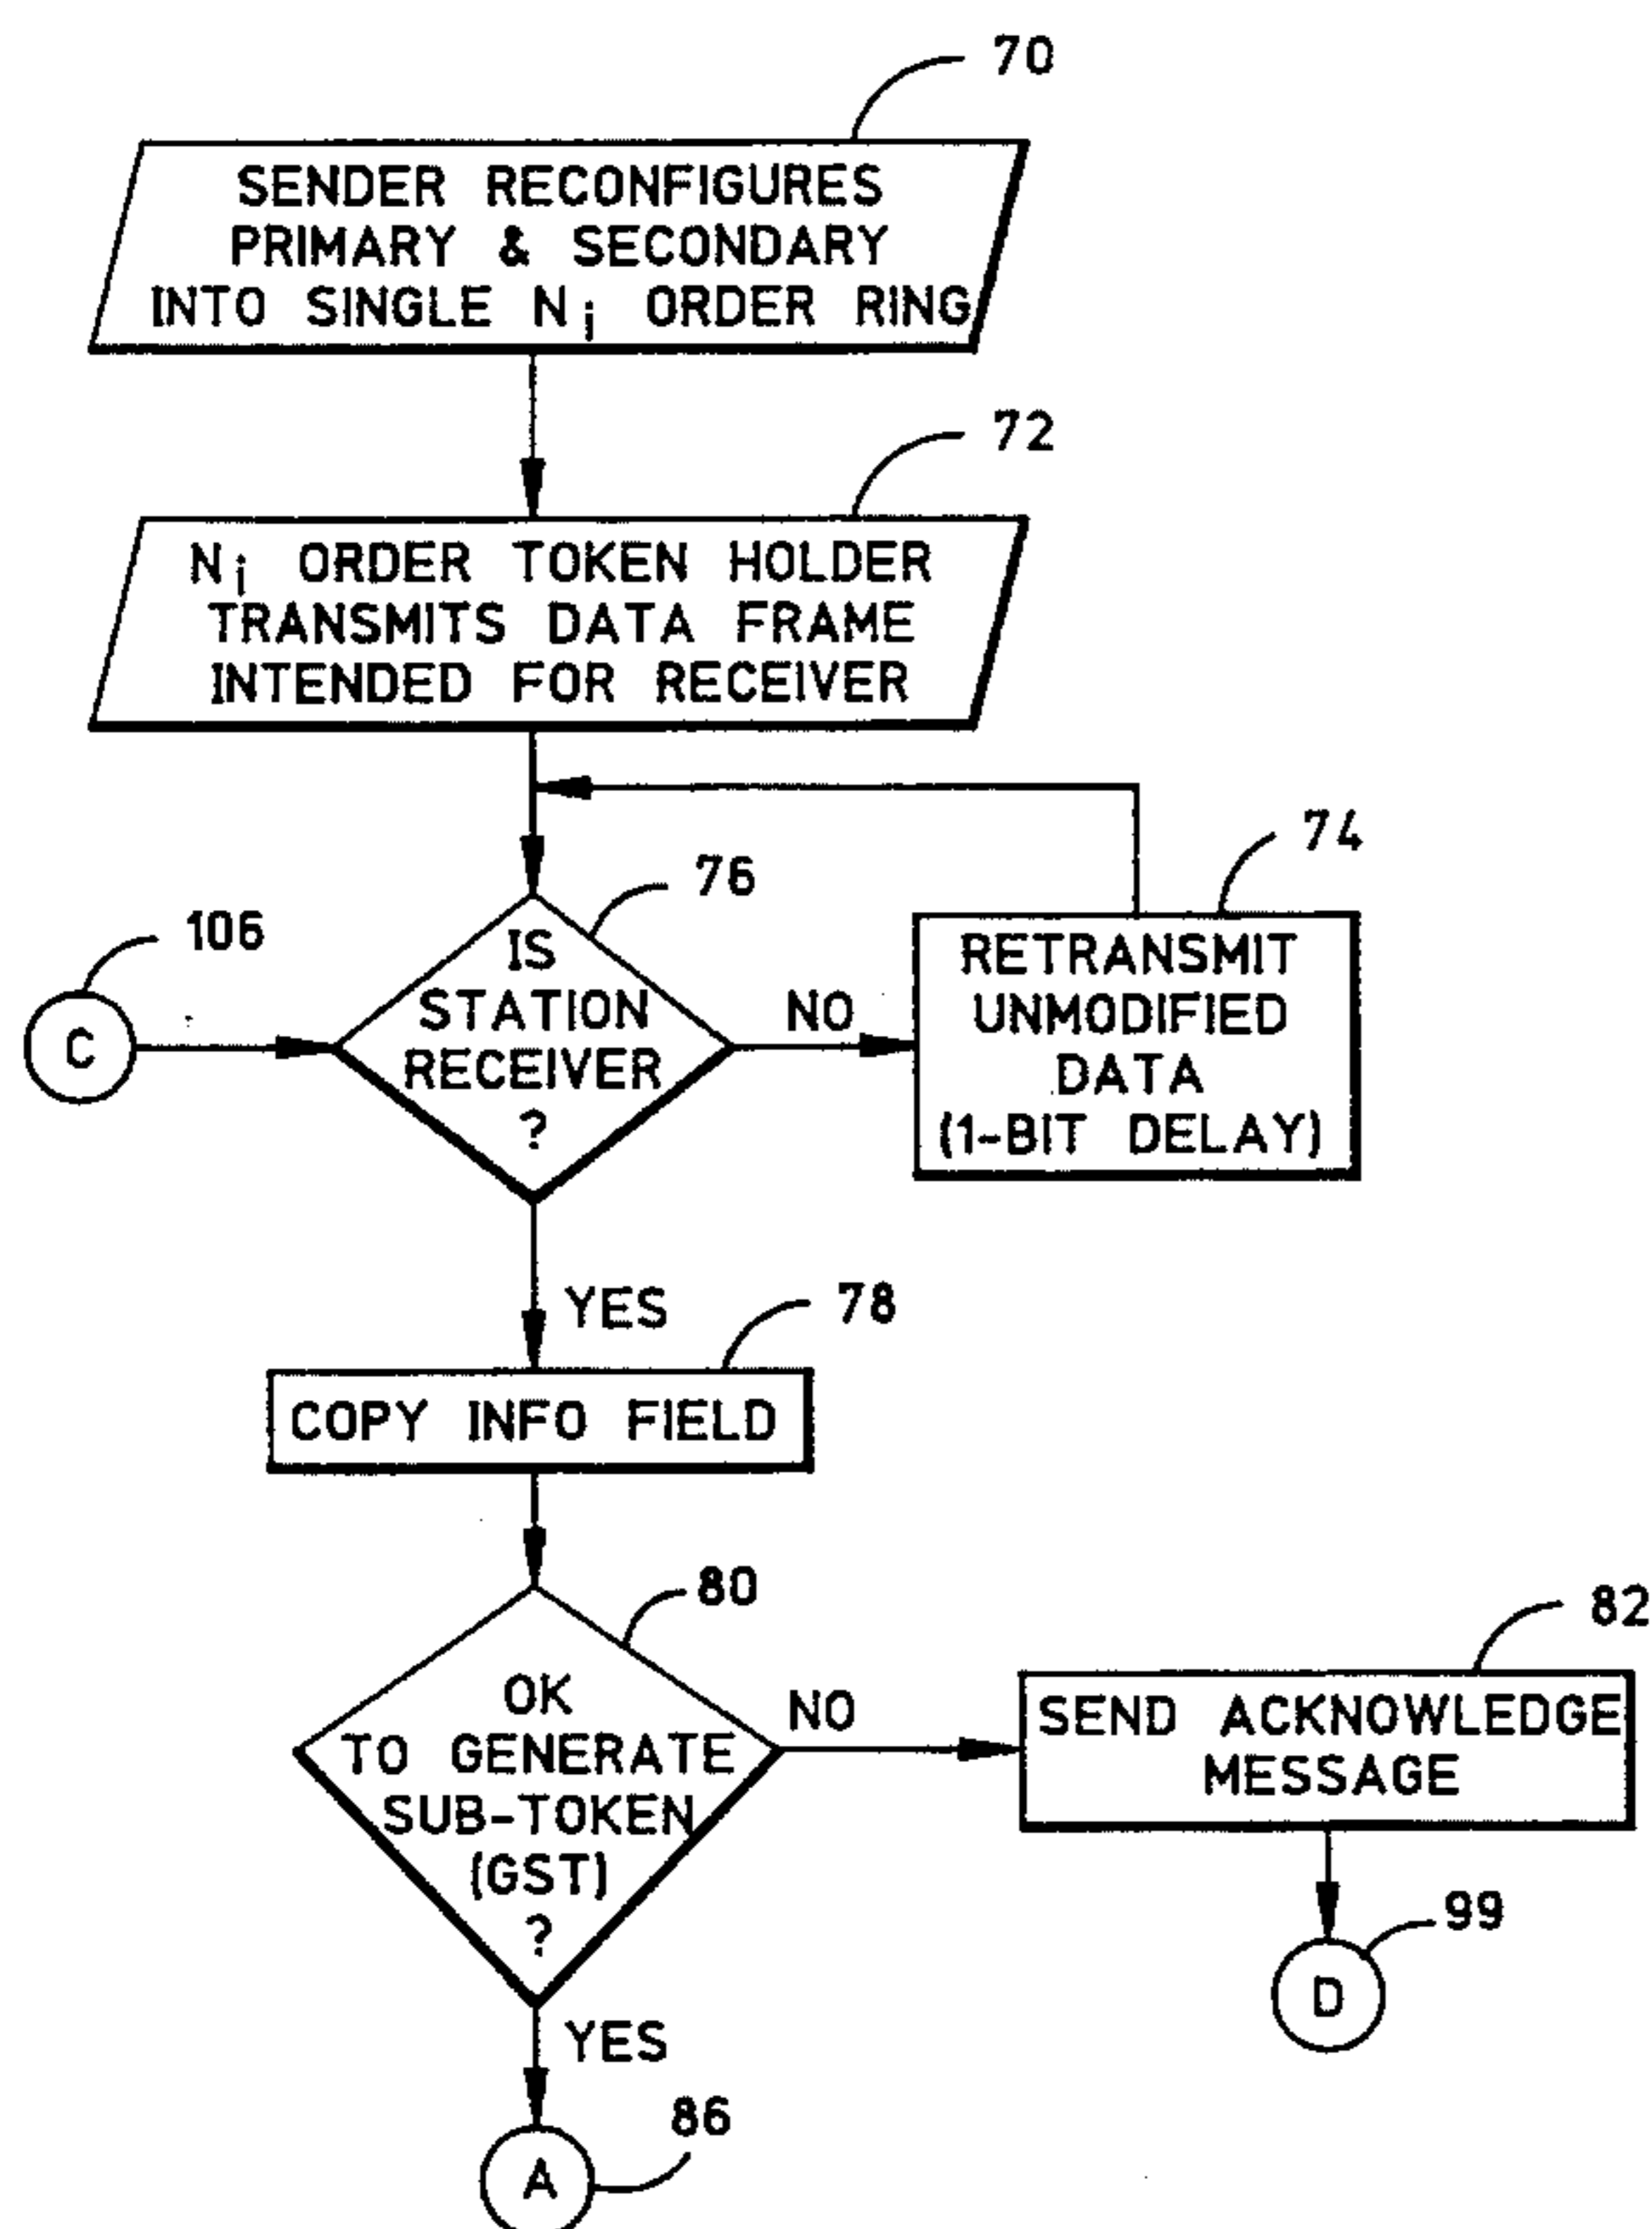 70
SENDER RECONFIGURES
PRIMARY & SECONDARY
INTO SINGLE Ni ORDER RING
72
Ni ORDER TOKEN HOLDER
TRANSMITS DATA FRAME
INTENDED FOR RECEIVER
74
76
106
IS
STATION
RECEIVER
?
C
NO
RETRANSMIT
UNMODIFIED
DATA
(1-BIT DELAY)
YES
78
COPY INFO FIELD
80
82
OK
TO GENERATE
SUB-TOKEN
(GST)
?
NO
SEND ACKNOWLEDGE
MESSAGE
99
D
YES
86
A